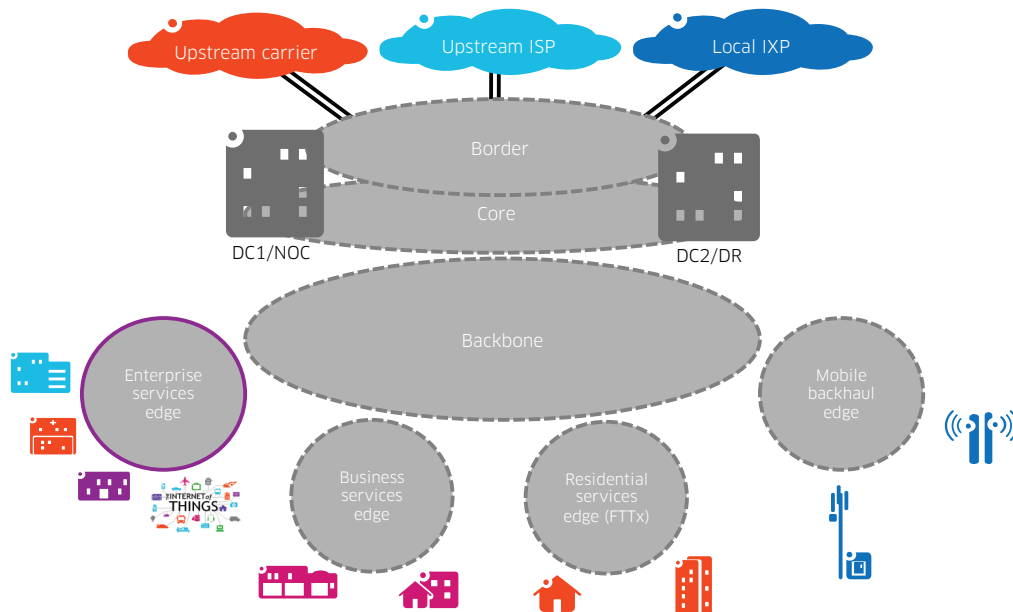 Upstream carrier
Upstream ISP
Local IXP
Border
Core
DC1/NOC
DC2/DR
Backbone
Enterprise
services
edge
Mobile
backhaul
edge
Business
services
edge
Residential
services
edge (FTTx)
THE INTERNET of
THINGS